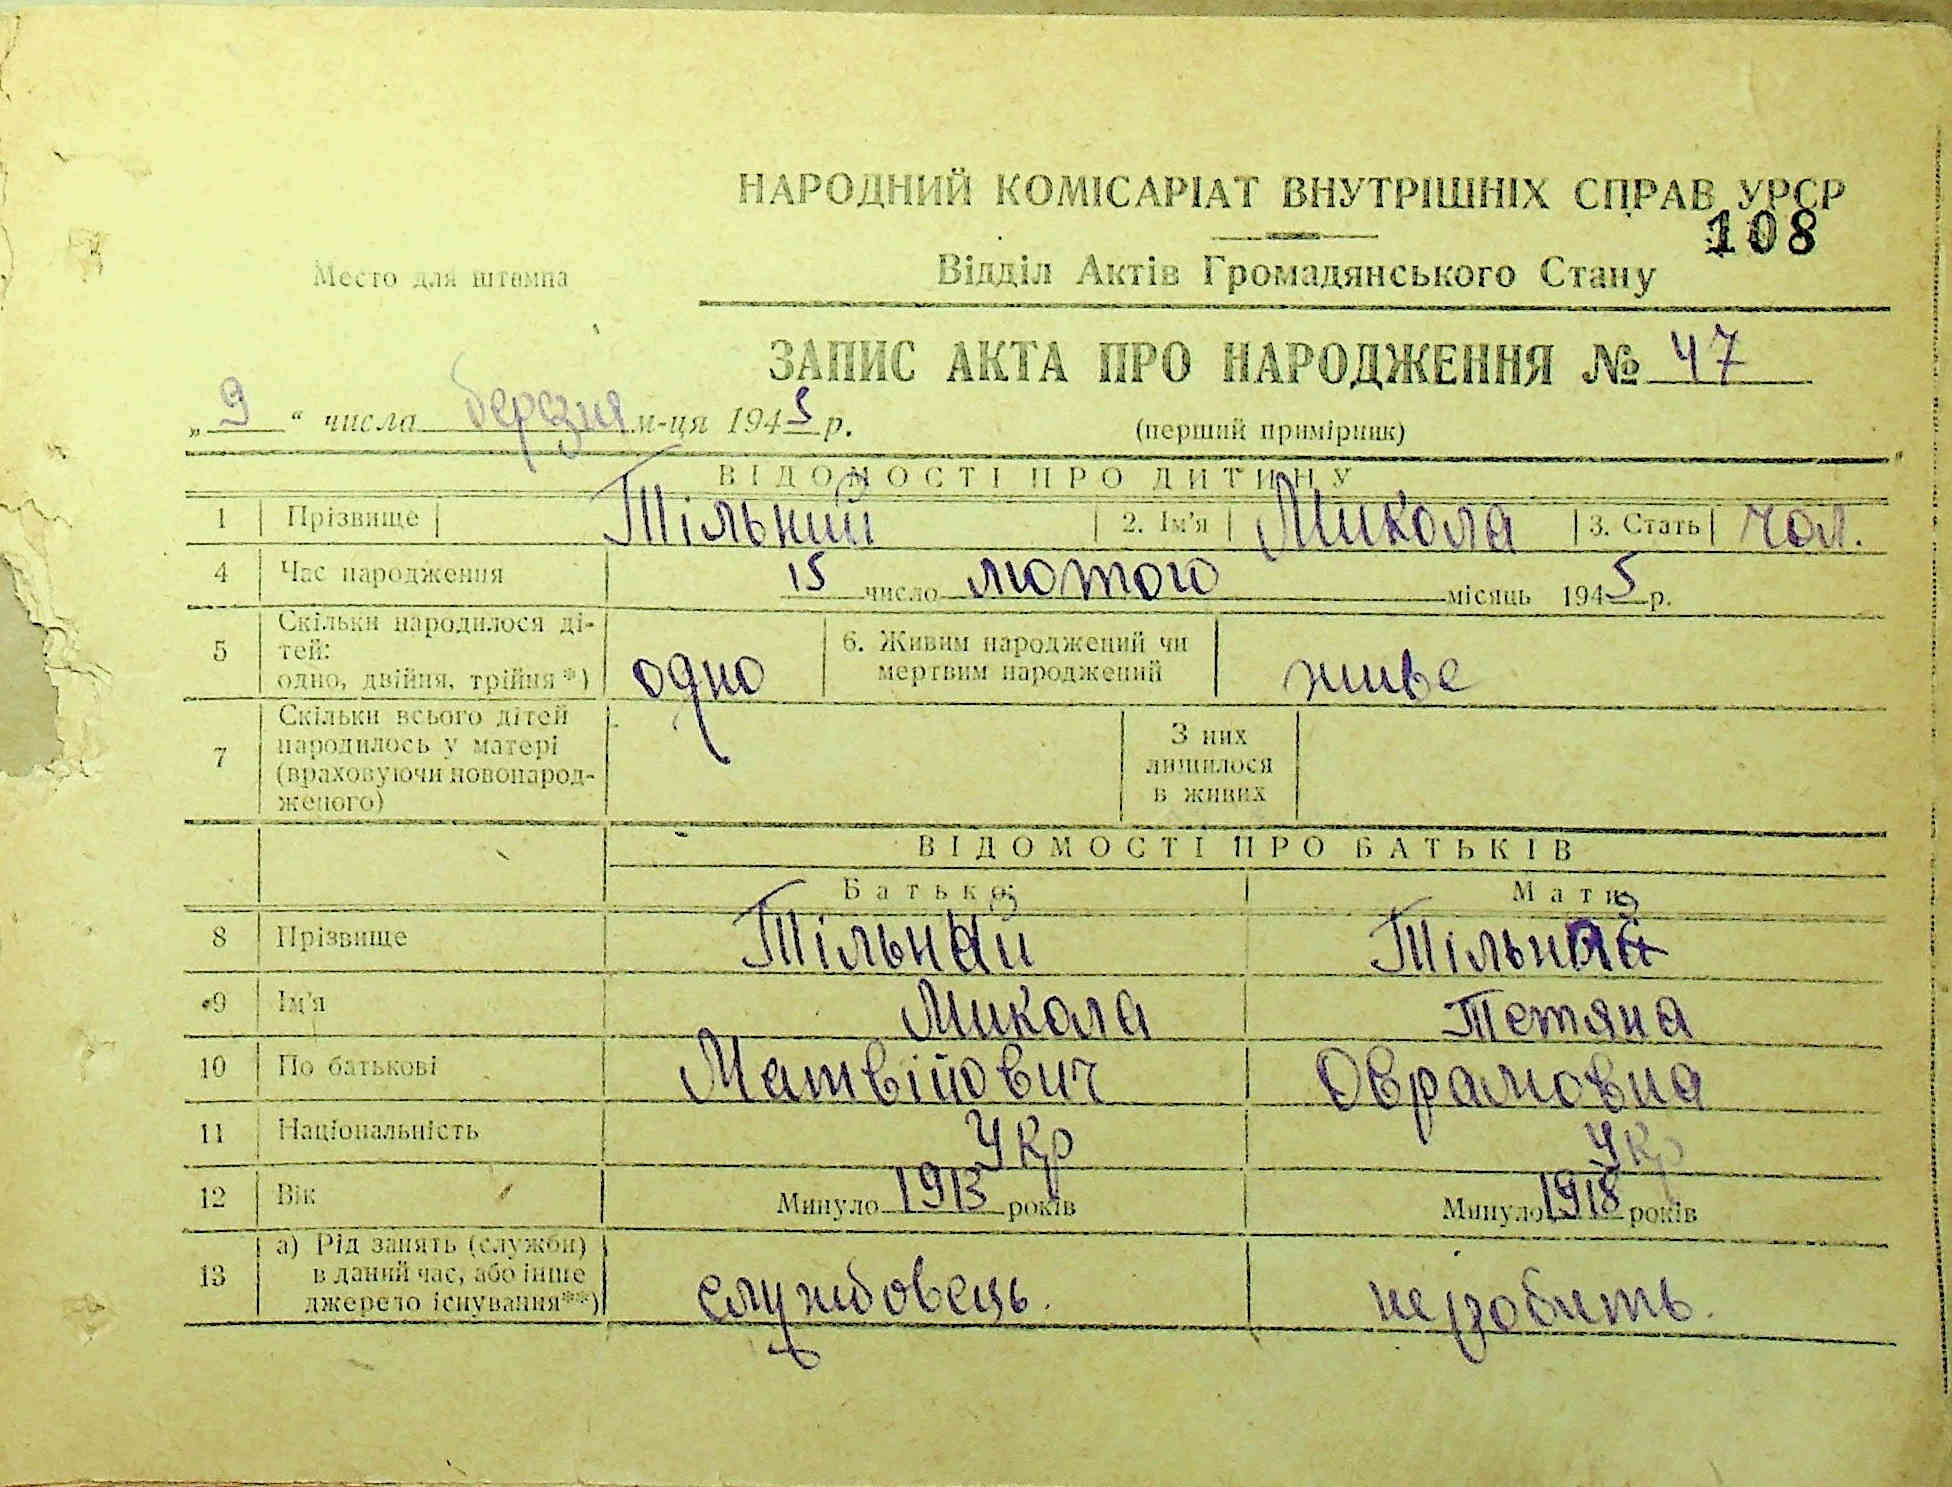 НАРОДНИЙ КОМІСАРІАТ ВНУТРІШНІХ СПРАВ УРСР
108
Место для штампа
Відділ Актів Громадянського Стану
ЗАПИС АКТА ПРО НАРОДЖЕННЯ № 47
„ 9 “ числа березня м-ця 1945 р.
(перший примірник)
ВІДОМОСТІ ПРО ДИТИНУ
1 Прізвище Тільний 2. Ім'я Микола 3. Стать чол.
4 Час народження 15 число лютого місяць 1945 р.
5 Скільки народилося ді-
тей:
одно, двійня, трійня*) одно 6. Живим народжений чи
мертвим народжений живе
7 Скільки всього дітей
народилось у матері
(враховуючи новонарод-
женого)
З них
лишилося
в живих
ВІДОМОСТІ ПРО БАТЬКІВ
Батько Мати
8 Прізвище Тільний Тільна
9 Ім'я Микола Тетяна
10 По батькові Матвійович Оврамовна
11 Національність Укр Укр
12 Вік Минуло 1913 років Минуло 1918 років
13 а) Рід занять (служби)
в даний час, або інше
джерело існування**) службовець. не робить.